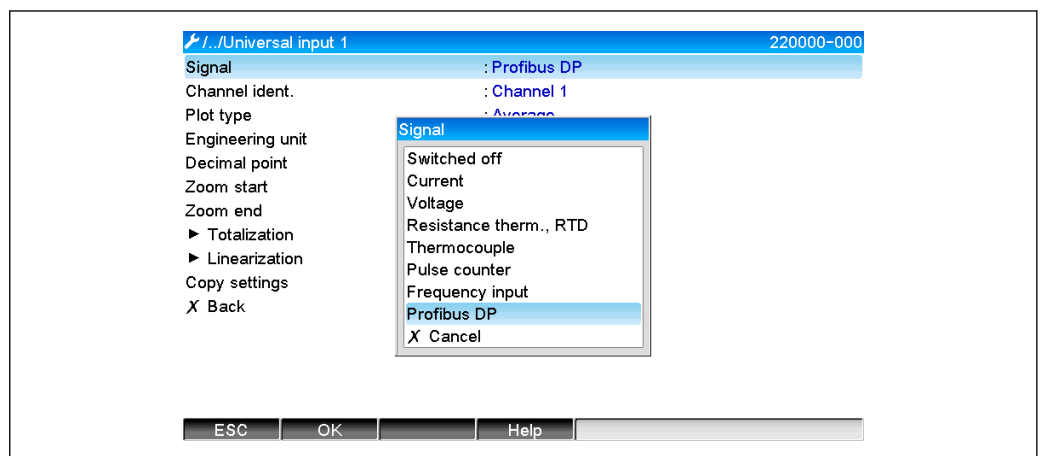 /../Universal input 1 220000-000
Signal : Profibus DP
Channel ident. : Channel 1
Plot type : Average
Engineering unit
Decimal point
Zoom start
Zoom end
► Totalization
► Linearization
Copy settings
X Back
Signal
Switched off
Current
Voltage
Resistance therm., RTD
Thermocouple
Pulse counter
Frequency input
Profibus DP
X Cancel
ESC OK Help